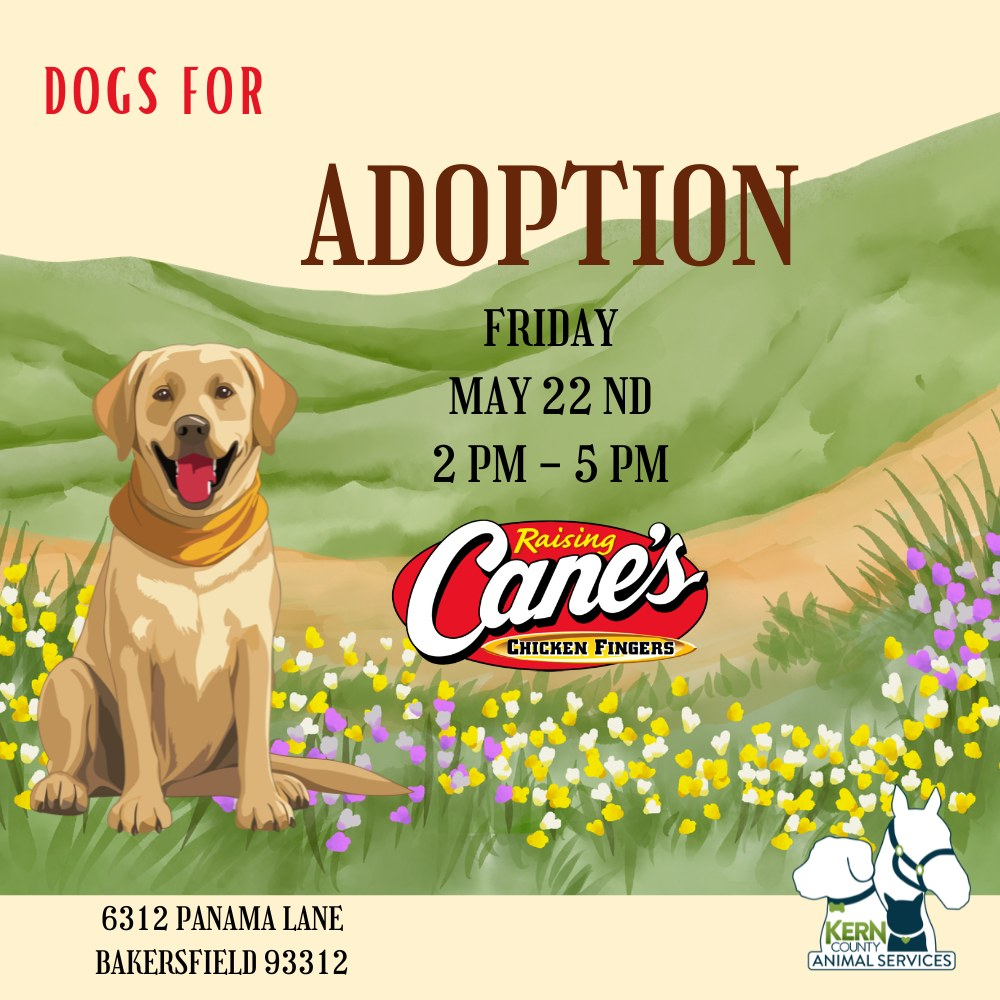 DOGS FOR
ADOPTION
FRIDAY
MAY 22 ND
2 PM – 5 PM
Raising
Cane's
CHICKEN FINGERS
6312 PANAMA LANE
BAKERSFIELD 93312
KERN
COUNTY
ANIMAL SERVICES